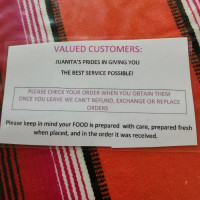 VALUED CUSTOMERS:
JUANITA'S PRIDES IN GIVING YOU
THE BEST SERVICE POSSIBLE!
PLEASE CHECK YOUR ORDER WHEN YOU OBTAIN THEM
ONCE YOU LEAVE WE CAN'T REFUND, EXCHANGE OR REPLACE
ORDERS
Please keep in mind your FOOD is prepared with care, prepared fresh
when placed, and in the order it was received.